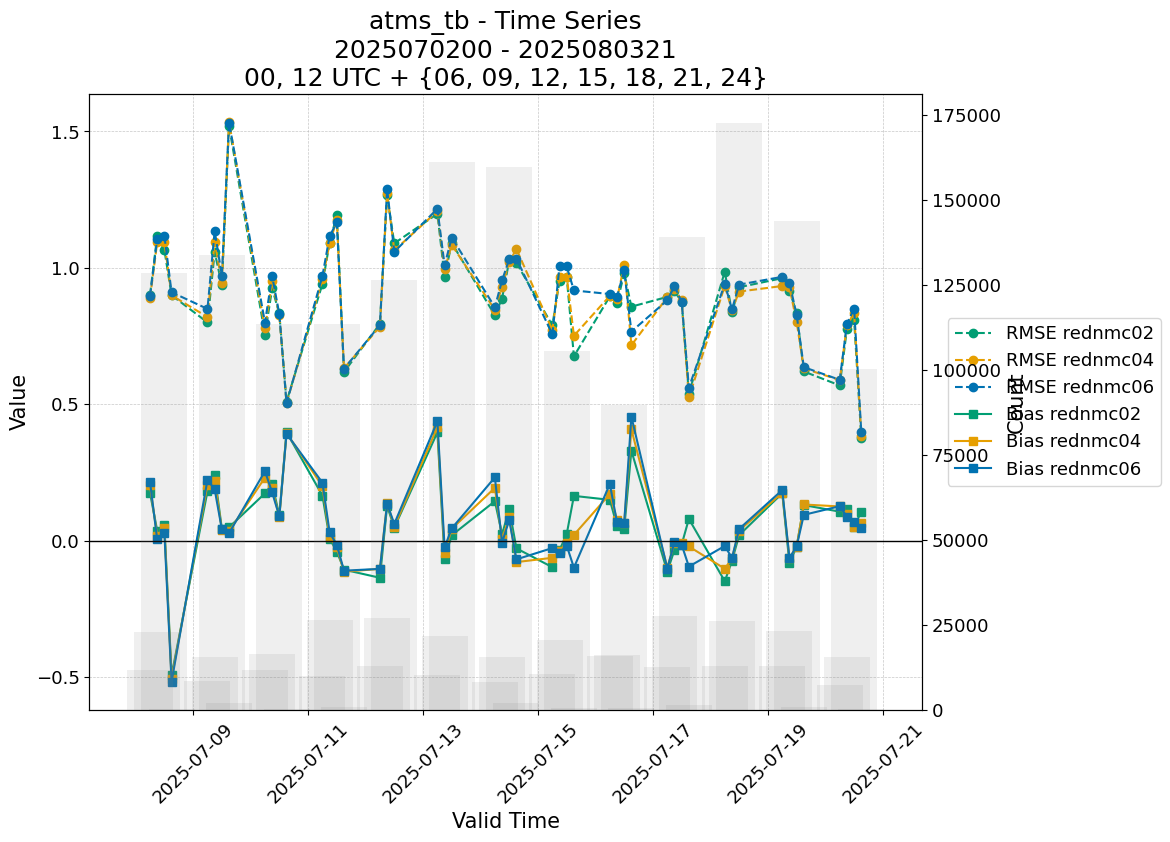 atms_tb - Time Series
2025070200 - 2025080321
00, 12 UTC + {06, 09, 12, 15, 18, 21, 24}
Value
1.5
1.0
0.5
0.0
−0.5
175000
150000
125000
100000
75000
50000
25000
0
Count
RMSE rednmc02
RMSE rednmc04
RMSE rednmc06
Bias rednmc02
Bias rednmc04
Bias rednmc06
2025-07-09
2025-07-11
2025-07-13
2025-07-15
2025-07-17
2025-07-19
2025-07-21
Valid Time